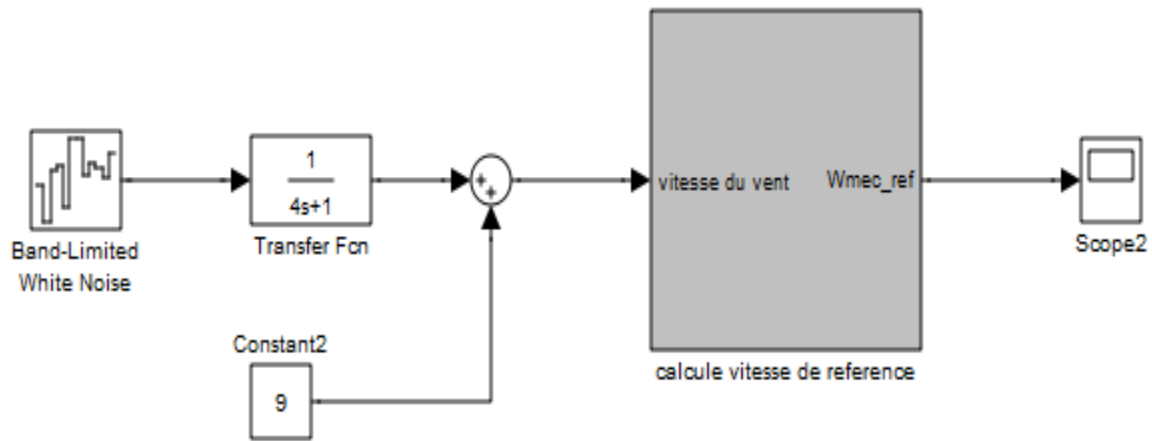 Band-Limited
White Noise
1
4s+1
Transfer Fcn
Constant2
9
vitesse du vent
Wmec_ref
calcule vitesse de reference
Scope2